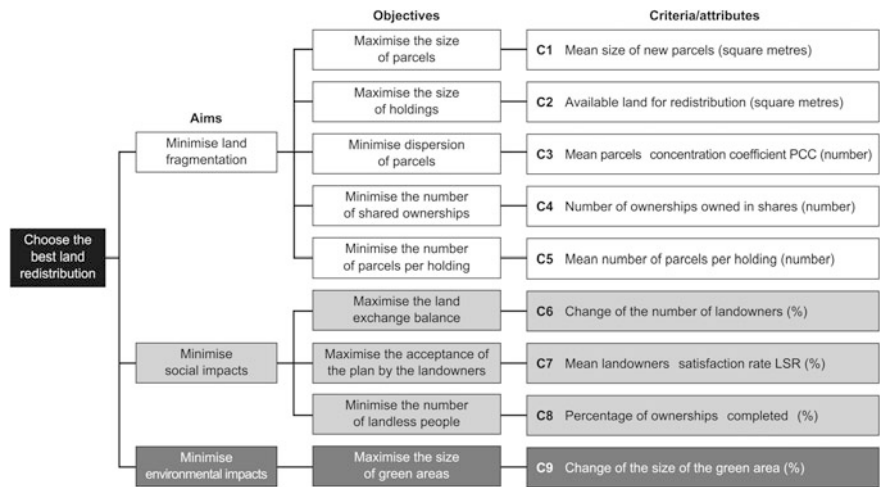 Objectives
Criteria/attributes
Aims
Choose the
best land
redistribution
Minimise land
fragmentation
Maximise the size
of parcels
C1 Mean size of new parcels (square metres)
Maximise the size
of holdings
C2 Available land for redistribution (square metres)
Minimise dispersion
of parcels
C3 Mean parcels concentration coefficient PCC (number)
Minimise the number
of shared ownerships
C4 Number of ownerships owned in shares (number)
Minimise the number
of parcels per holding
C5 Mean number of parcels per holding (number)
Minimise
social impacts
Maximise the land
exchange balance
C6 Change of the number of landowners (%)
Maximise the acceptance of
the plan by the landowners
C7 Mean landowners satisfaction rate LSR (%)
Minimise the number
of landless people
C8 Percentage of ownerships completed (%)
Minimise
environmental impacts
Maximise the size
of green areas
C9 Change of the size of the green area (%)